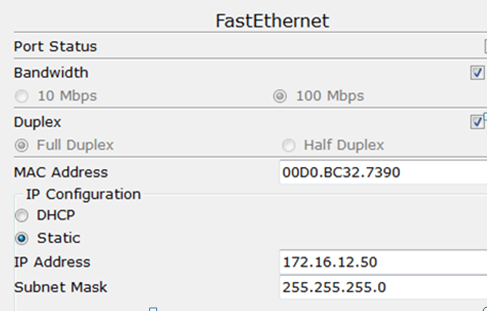 FastEthernet
Port Status
Bandwidth
10 Mbps 100 Mbps
Duplex
Full Duplex Half Duplex
MAC Address 00D0.BC32.7390
IP Configuration
DHCP
Static
IP Address 172.16.12.50
Subnet Mask 255.255.255.0